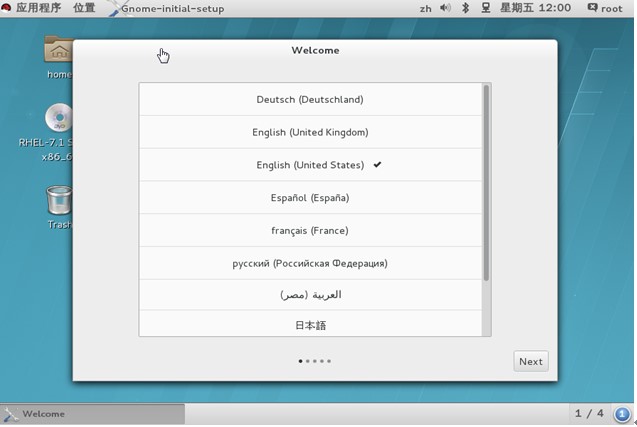 应用程序 位置 Gnome-initial-setup zh 星期五 12:00 root
Welcome
home
Deutsch (Deutschland)
English (United Kingdom)
RHEL-7.1 S
x86_6
English (United States) ✔
Español (España)
Trash
français (France)
русский (Российская Федерация)
العربية (مصر)
日本語
Next
Welcome 1 / 4 1